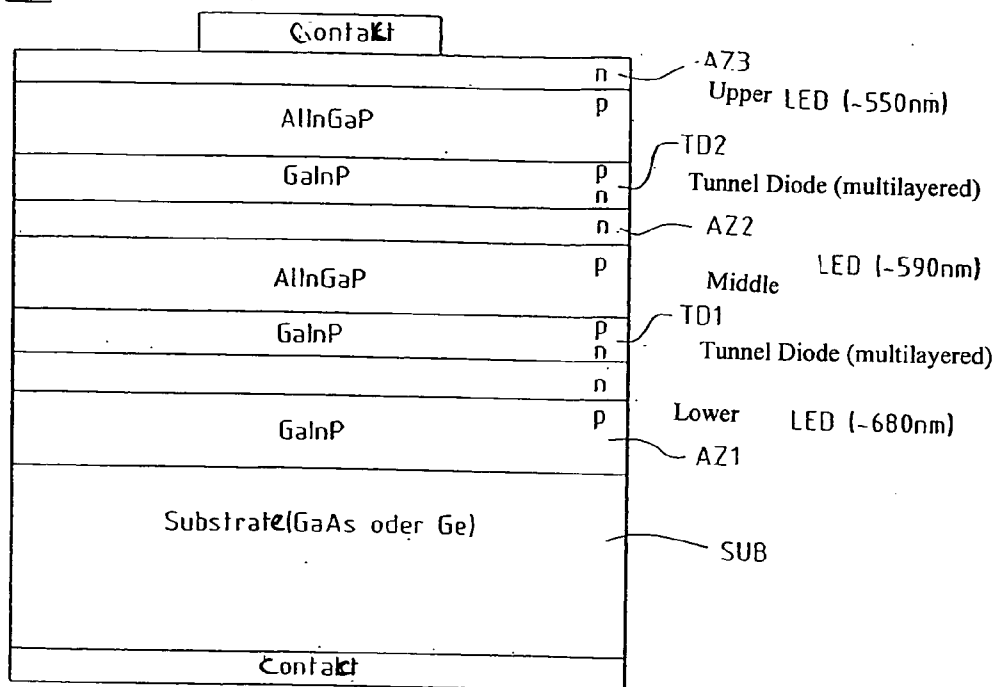 Contakt
n AZ3
Upper LED (~550nm)
p
AlInGaP
TD2
GaInP p
Tunnel Diode (multilayered)
n
n AZ2
p LED (~590nm)
AlInGaP Middle
TD1
GaInP p
n Tunnel Diode (multilayered)
n
p Lower LED (~680nm)
GaInP
AZ1
Substrate(GaAs oder Ge)
SUB
Contakt